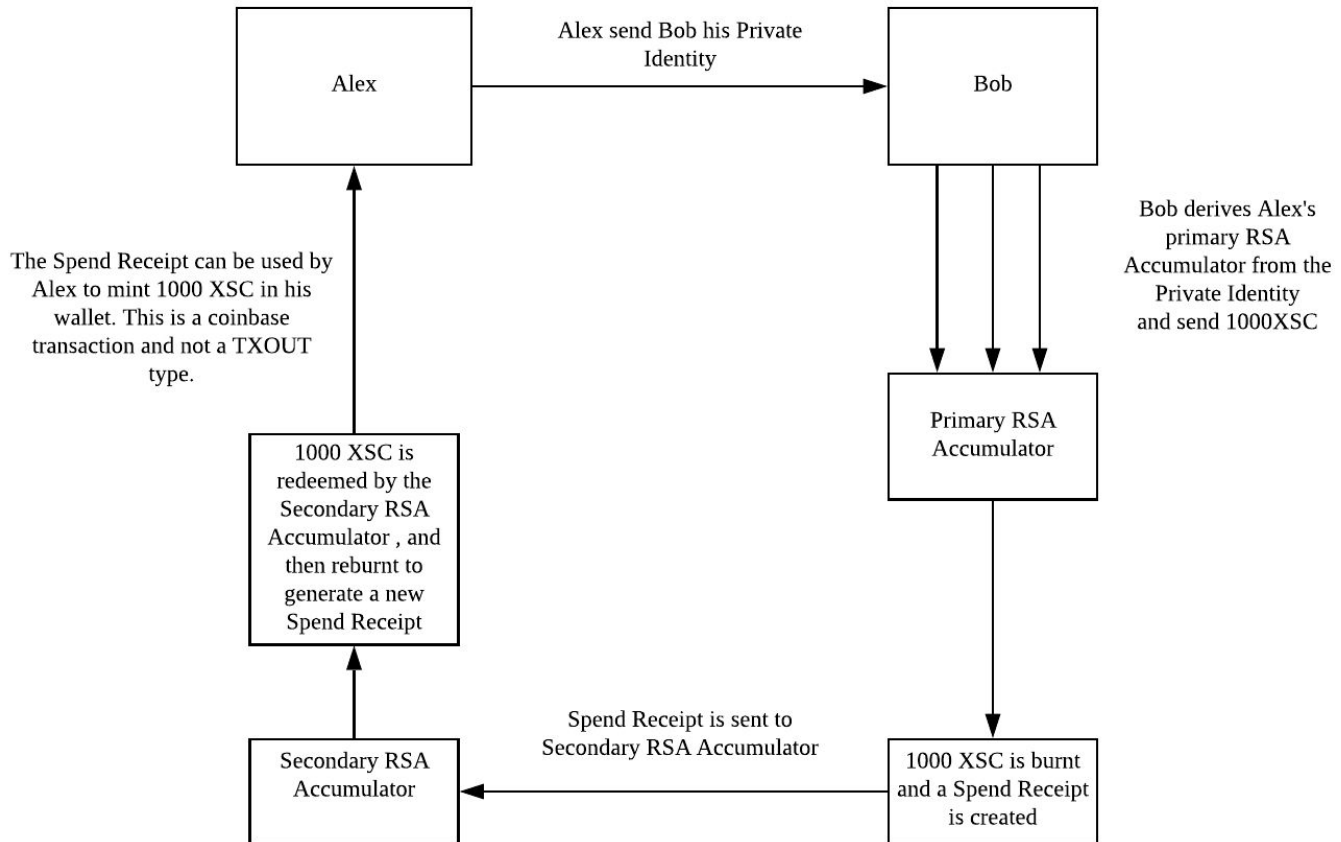 Alex
Alex send Bob his Private
Identity
Bob
Bob derives Alex's
primary RSA
Accumulator from the
Private Identity
and send 1000XSC
Primary RSA
Accumulator
1000 XSC is burnt
and a Spend Receipt
is created
Spend Receipt is sent to
Secondary RSA Accumulator
Secondary RSA
Accumulator
1000 XSC is
redeemed by the
Secondary RSA
Accumulator , and
then reburnt to
generate a new
Spend Receipt
The Spend Receipt can be used by
Alex to mint 1000 XSC in his
wallet. This is a coinbase
transaction and not a TXOUT
type.